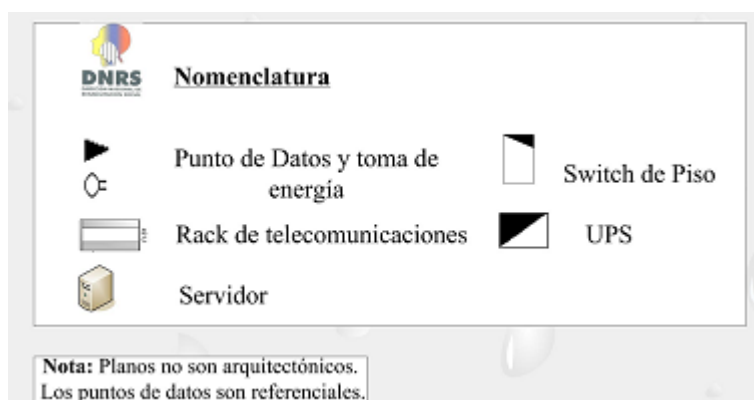 DNRS
Nomenclatura
Punto de Datos y toma de
energía
Switch de Piso
Rack de telecomunicaciones
UPS
Servidor
Nota: Planos no son arquitectónicos.
Los puntos de datos son referenciales.